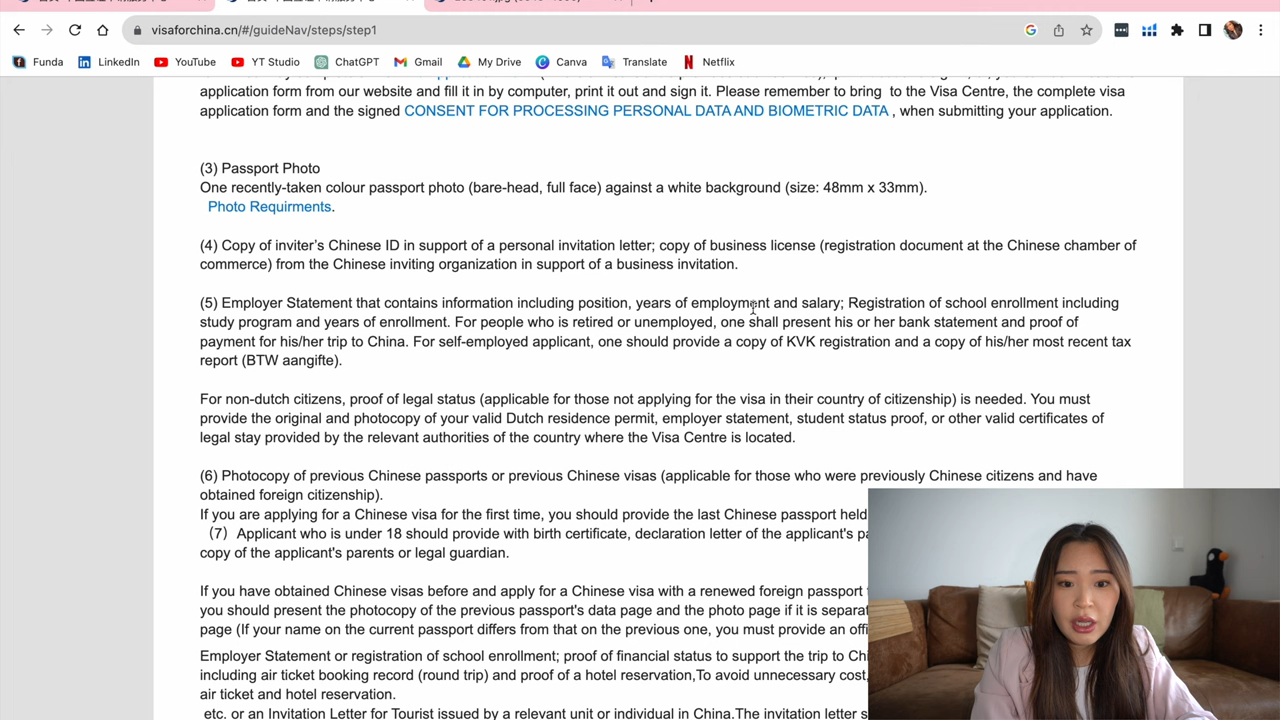 visaforchina.cn/#/guideNav/steps/step1
Funda LinkedIn YouTube YT Studio ChatGPT Gmail My Drive Canva Translate Netflix
application form from our website and fill it in by computer, print it out and sign it. Please remember to bring to the Visa Centre, the complete visa
application form and the signed CONSENT FOR PROCESSING PERSONAL DATA AND BIOMETRIC DATA , when submitting your application.
(3) Passport Photo
One recently-taken colour passport photo (bare-head, full face) against a white background (size: 48mm x 33mm).
Photo Requirments.
(4) Copy of inviter's Chinese ID in support of a personal invitation letter; copy of business license (registration document at the Chinese chamber of
commerce) from the Chinese inviting organization in support of a business invitation.
(5) Employer Statement that contains information including position, years of employment and salary; Registration of school enrollment including
study program and years of enrollment. For people who is retired or unemployed, one shall present his or her bank statement and proof of
payment for his/her trip to China. For self-employed applicant, one should provide a copy of KVK registration and a copy of his/her most recent tax
report (BTW aangifte).
For non-dutch citizens, proof of legal status (applicable for those not applying for the visa in their country of citizenship) is needed. You must
provide the original and photocopy of your valid Dutch residence permit, employer statement, student status proof, or other valid certificates of
legal stay provided by the relevant authorities of the country where the Visa Centre is located.
(6) Photocopy of previous Chinese passports or previous Chinese visas (applicable for those who were previously Chinese citizens and have
obtained foreign citizenship).
If you are applying for a Chinese visa for the first time, you should provide the last Chinese passport held
（7）Applicant who is under 18 should provide with birth certificate, declaration letter of the applicant's pa
copy of the applicant's parents or legal guardian.
If you have obtained Chinese visas before and apply for a Chinese visa with a renewed foreign passport
you should present the photocopy of the previous passport's data page and the photo page if it is separat
page (If your name on the current passport differs from that on the previous one, you must provide an offi
Employer Statement or registration of school enrollment; proof of financial status to support the trip to Chi
including air ticket booking record (round trip) and proof of a hotel reservation,To avoid unnecessary cost,
air ticket and hotel reservation.
etc. or an Invitation Letter for Tourist issued by a relevant unit or individual in China.The invitation letter s